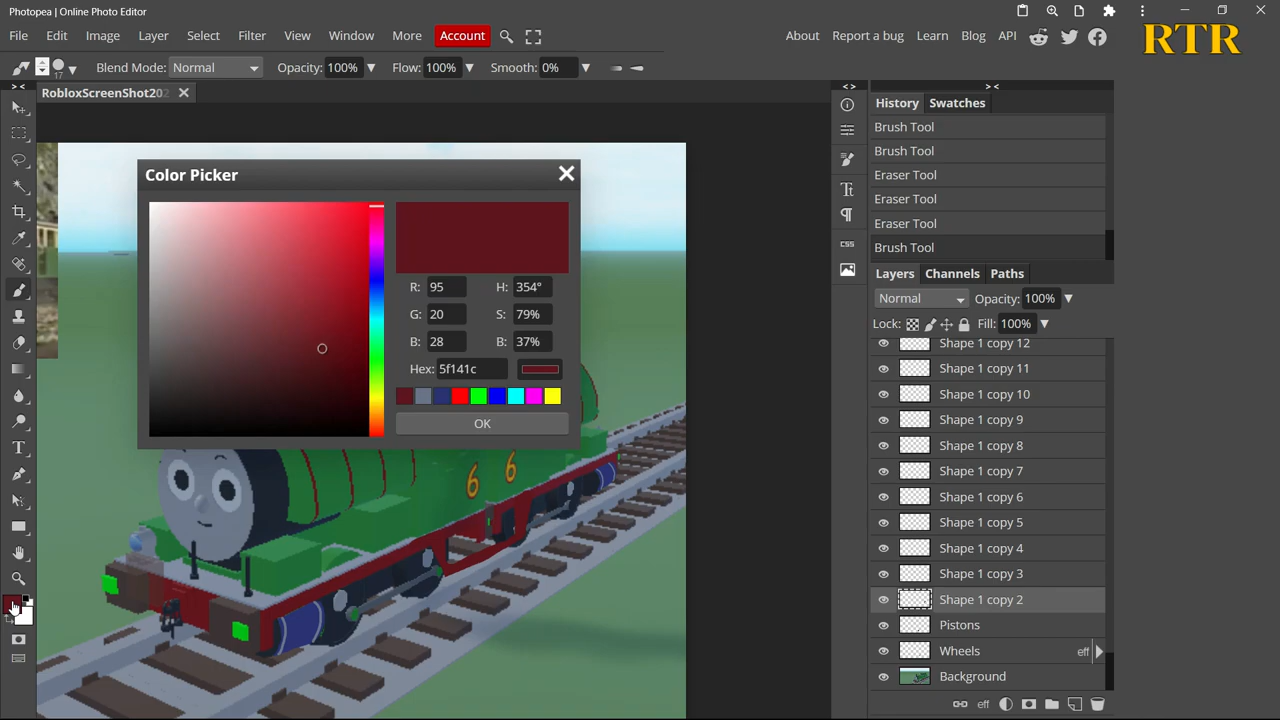 Photopea | Online Photo Editor
File Edit Image Layer Select Filter View Window More Account
About Report a bug Learn Blog API
RTR
17
Blend Mode: Normal Opacity: 100% Flow: 100% Smooth: 0%
> <
< >
> <
RobloxScreenShot202
History Swatches
Brush Tool
Brush Tool
Eraser Tool
Eraser Tool
Eraser Tool
Brush Tool
CSS
Color Picker
R: 95 H: 354°
G: 20 S: 79%
B: 28 B: 37%
Hex: 5f141c
OK
6 6
Layers Channels Paths
Normal Opacity: 100%
Lock: Fill: 100%
Shape 1 copy 12
Shape 1 copy 11
Shape 1 copy 10
Shape 1 copy 9
Shape 1 copy 8
Shape 1 copy 7
Shape 1 copy 6
Shape 1 copy 5
Shape 1 copy 4
Shape 1 copy 3
Shape 1 copy 2
Pistons
Wheels eff
Background
eff